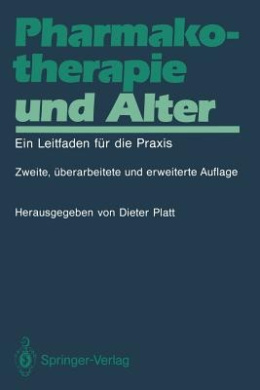 Pharmako-
therapie
und Alter
Ein Leitfaden für die Praxis
Zweite, überarbeitete und erweiterte Auflage
Herausgegeben von Dieter Platt
Springer-Verlag